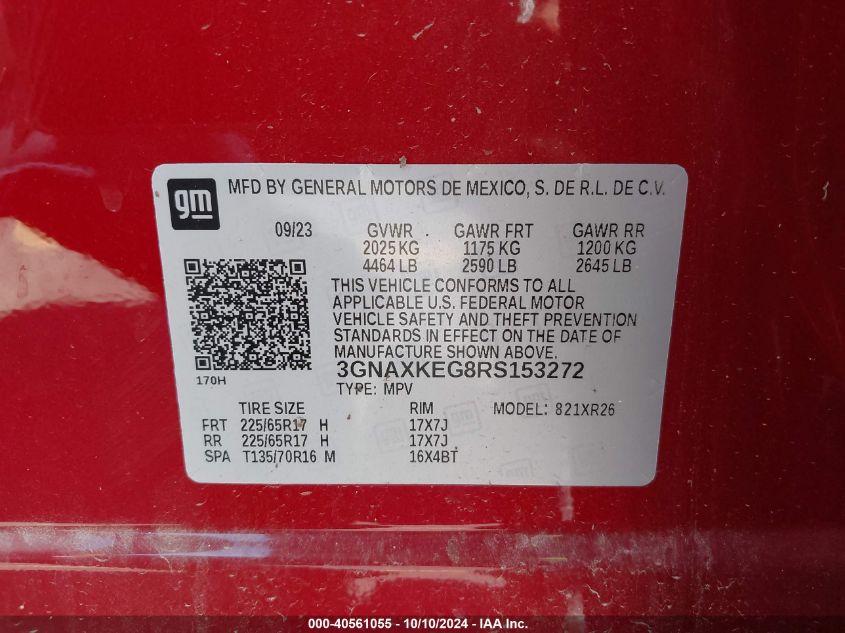 gm
MFD BY GENERAL MOTORS DE MEXICO, S. DE R.L. DE C.V.
09/23 GVWR GAWR FRT GAWR RR
2025 KG 1175 KG 1200 KG
4464 LB 2590 LB 2645 LB
THIS VEHICLE CONFORMS TO ALL
APPLICABLE U.S. FEDERAL MOTOR
VEHICLE SAFETY AND THEFT PREVENTION
STANDARDS IN EFFECT ON THE DATE OF
MANUFACTURE SHOWN ABOVE.
3GNAXKEG8RS153272
170H
TYPE: MPV
TIRE SIZE RIM MODEL: 821XR26
FRT 225/65R17 H 17X7J
RR 225/65R17 H 17X7J
SPA T135/70R16 M 16X4BT
000-40561055 - 10/10/2024 - IAA Inc.